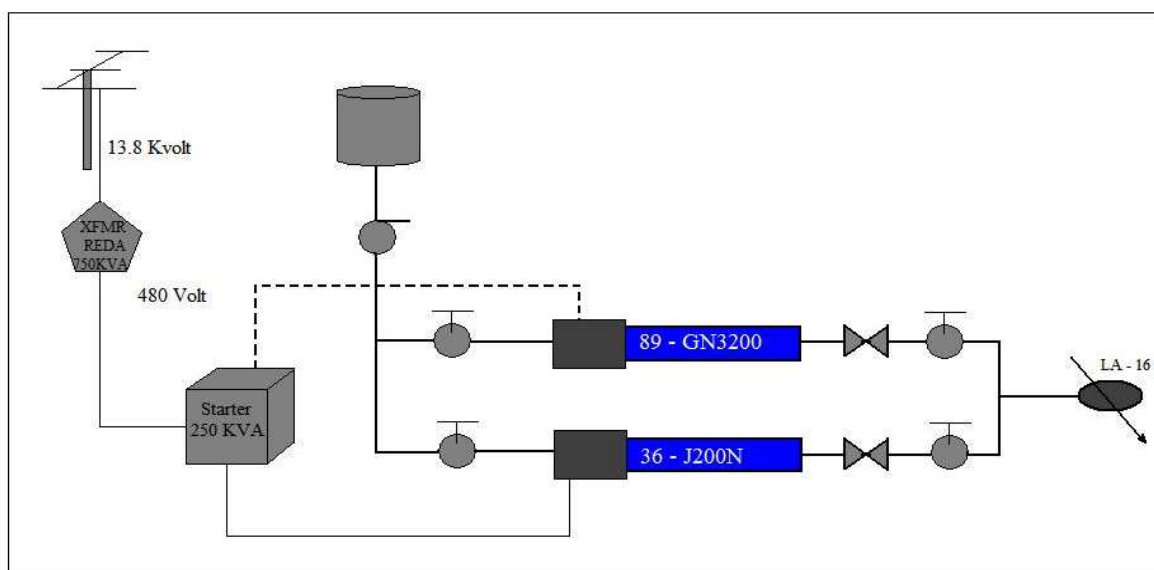 13.8 Kvolt
XFMR
REDA
750KVA
480 Volt
89 - GN3200
LA - 16
Starter
250 KVA
36 - J200N